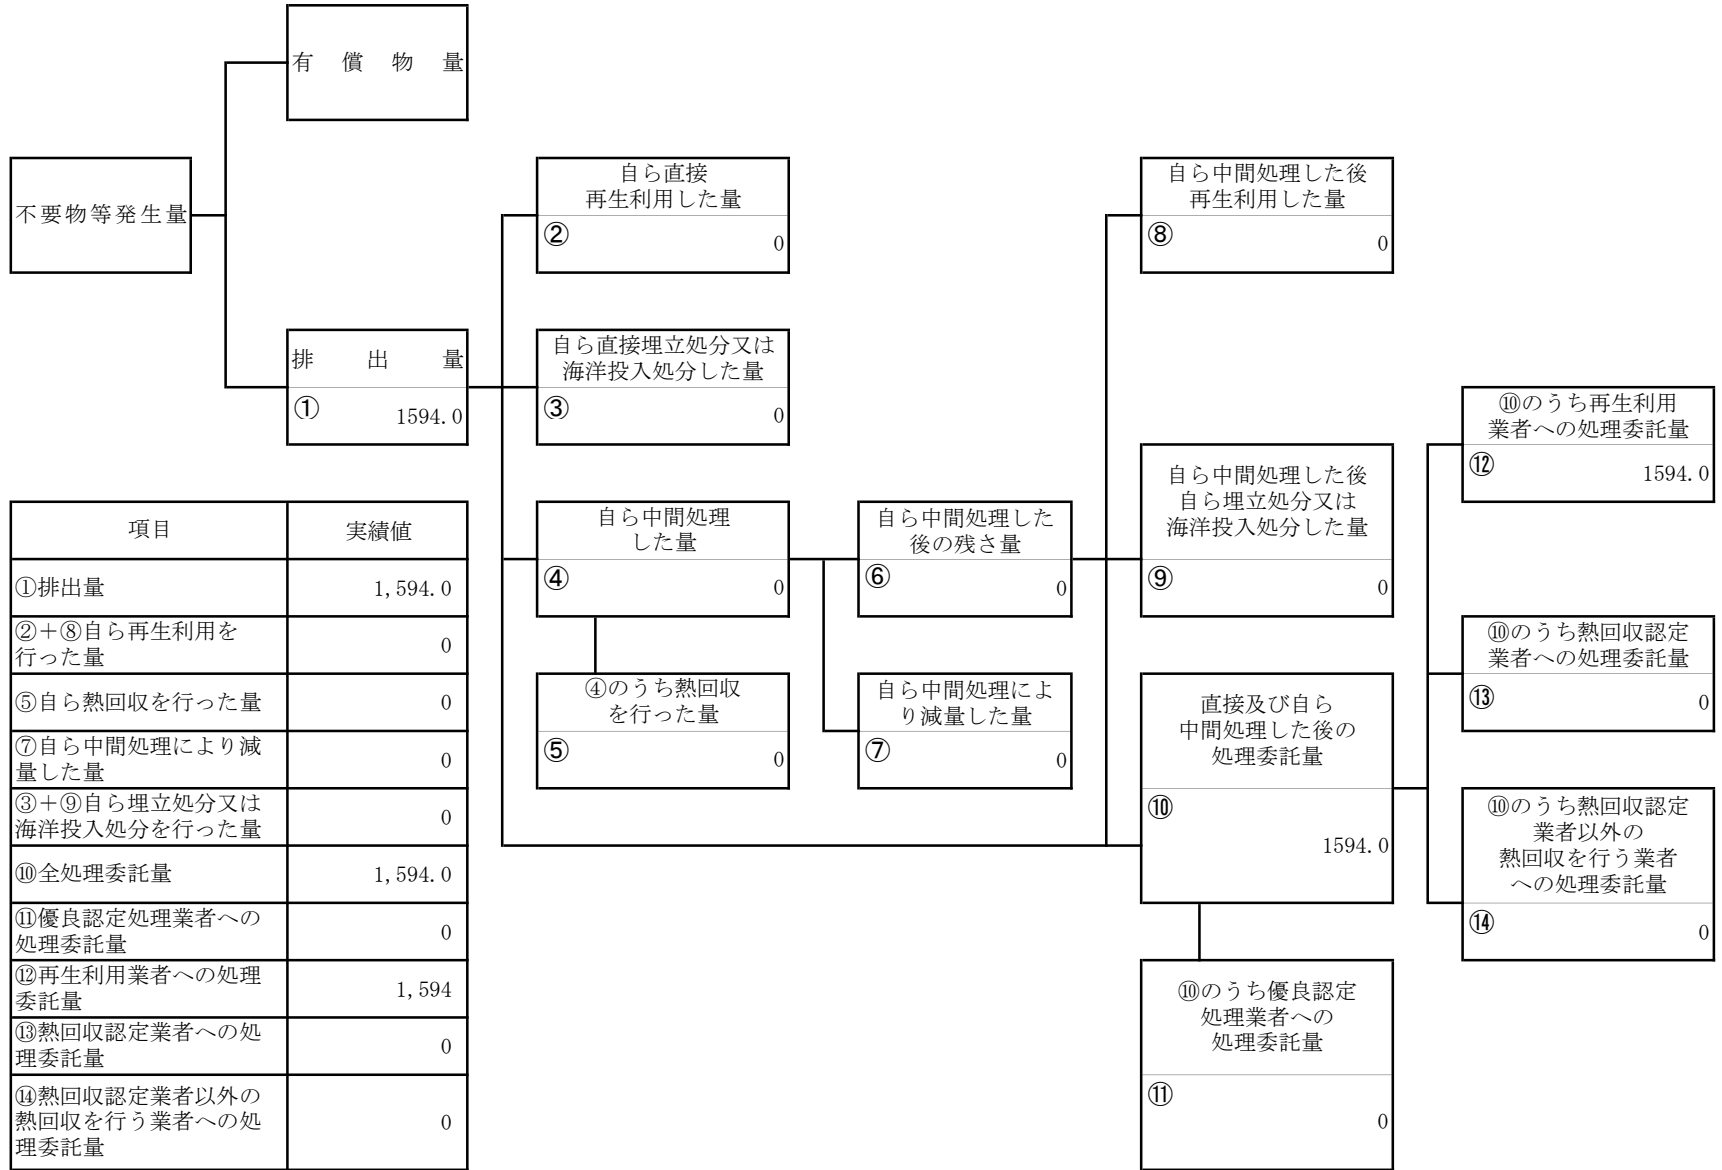 有償物量
不要物等発生量
排出量
① 1594.0
自ら直接
再生利用した量
② 0
自ら直接埋立処分又は
海洋投入処分した量
③ 0
自ら中間処理
した量
④ 0
④のうち熱回収
を行った量
⑤ 0
自ら中間処理した
後の残さ量
⑥ 0
自ら中間処理によ
り減量した量
⑦ 0
自ら中間処理した後
再生利用した量
⑧ 0
自ら中間処理した後
自ら埋立処分又は
海洋投入処分した量
⑨ 0
直接及び自ら
中間処理した後の
処理委託量
⑩
1594.0
⑩のうち優良認定
処理業者への
処理委託量
⑪
0
⑩のうち再生利用
業者への処理委託量
⑫ 1594.0
⑩のうち熱回収認定
業者への処理委託量
⑬ 0
⑩のうち熱回収認定
業者以外の
熱回収を行う業者
への処理委託量
⑭ 0
項目 実績値
①排出量 1,594.0
②＋⑧自ら再生利用を
行った量 0
⑤自ら熱回収を行った量 0
⑦自ら中間処理により減
量した量 0
③＋⑨自ら埋立処分又は
海洋投入処分を行った量 0
⑩全処理委託量 1,594.0
⑪優良認定処理業者への
処理委託量 0
⑫再生利用業者への処理
委託量 1,594
⑬熱回収認定業者への処
理委託量 0
⑭熱回収認定業者以外の
熱回収を行う業者への処
理委託量 0